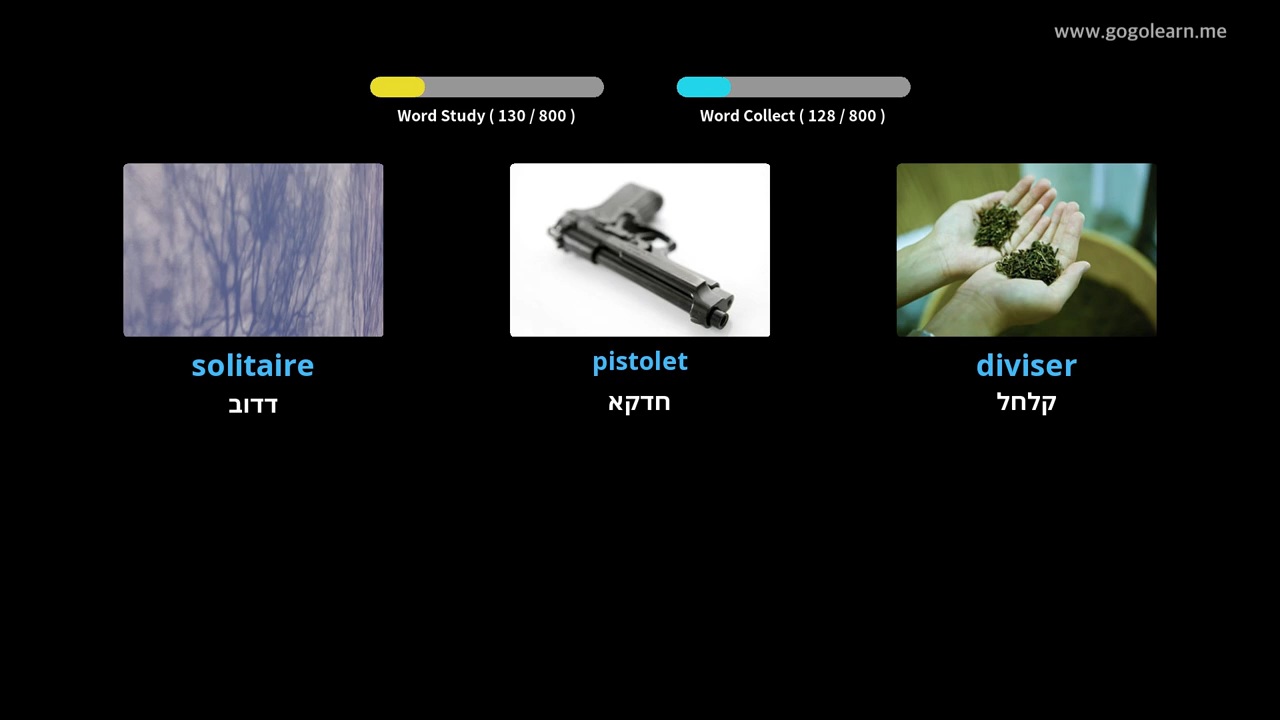 www.gogolearn.me
Word Study ( 130 / 800 )
Word Collect ( 128 / 800 )
solitaire
דדוב
pistolet
חדקא
diviser
קלחל